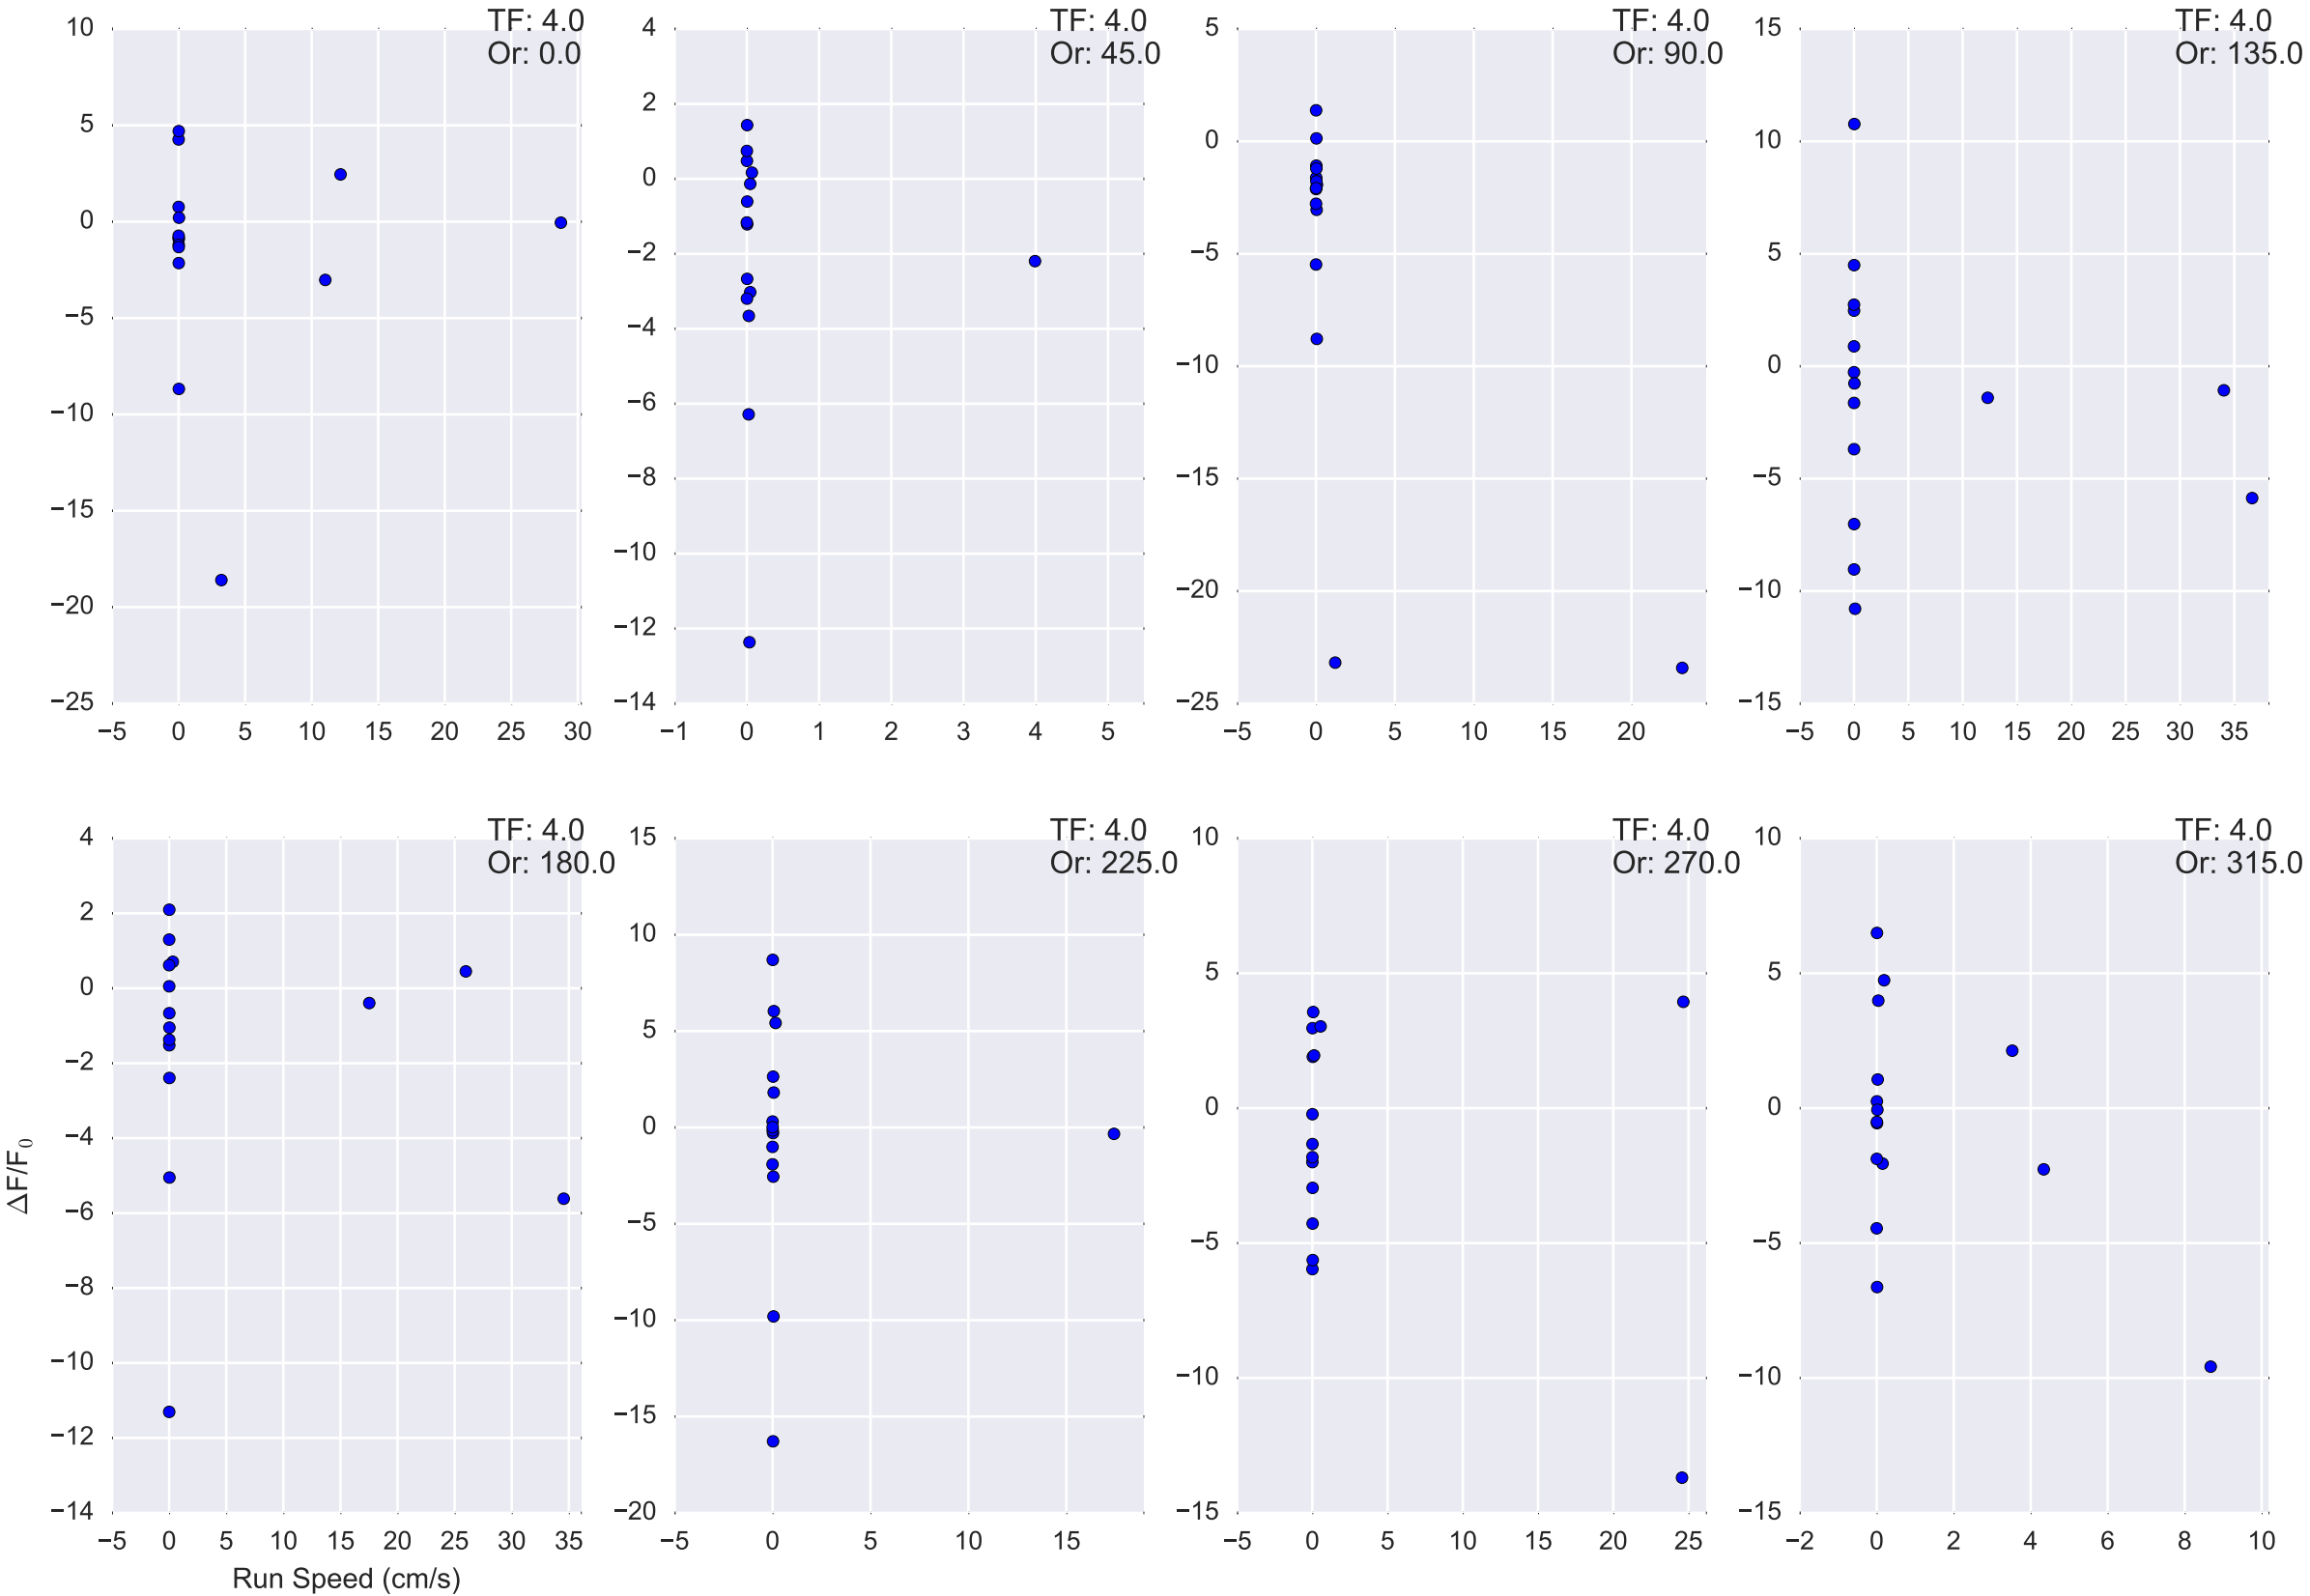 TF: 4.0
Or: 0.0
10
5
0
−5
−10
−15
−20
−25
−5 0 5 10 15 20 25 30
TF: 4.0
Or: 45.0
4
2
0
−2
−4
−6
−8
−10
−12
−14
−1 0 1 2 3 4 5
TF: 4.0
Or: 90.0
5
0
−5
−10
−15
−20
−25
−5 0 5 10 15 20
TF: 4.0
Or: 135.0
15
10
5
0
−5
−10
−15
−5 0 5 10 15 20 25 30 35
TF: 4.0
Or: 180.0
4
2
0
−2
−4
−6
−8
−10
−12
−14
−5 0 5 10 15 20 25 30 35
ΔF/F₀
Run Speed (cm/s)
TF: 4.0
Or: 225.0
15
10
5
0
−5
−10
−15
−20
−5 0 5 10 15
TF: 4.0
Or: 270.0
10
5
0
−5
−10
−15
−5 0 5 10 15 20 25
TF: 4.0
Or: 315.0
10
5
0
−5
−10
−15
−2 0 2 4 6 8 10